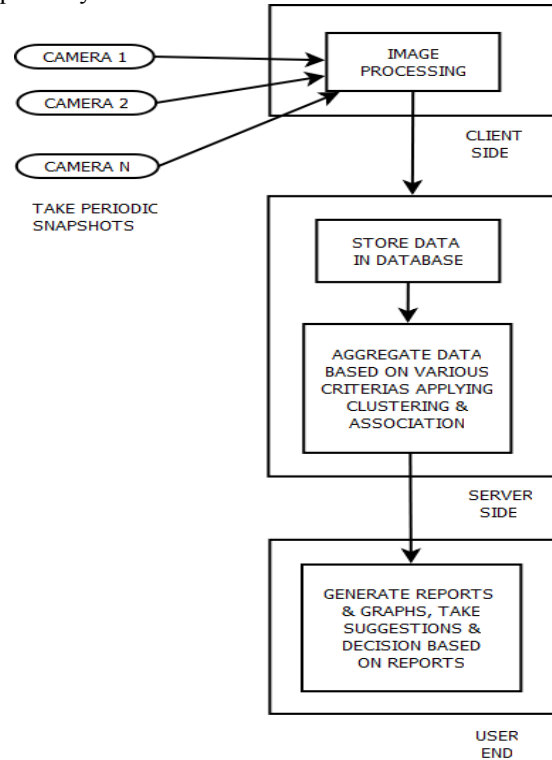 IMAGE
PROCESSING
CAMERA 1
CAMERA 2
CAMERA N
CLIENT
SIDE
TAKE PERIODIC
SNAPSHOTS
STORE DATA
IN DATABASE
AGGREGATE DATA
BASED ON VARIOUS
CRITERIAS APPLYING
CLUSTERING &
ASSOCIATION
SERVER
SIDE
GENERATE REPORTS
& GRAPHS, TAKE
SUGGESTIONS &
DECISION BASED
ON REPORTS
USER
END